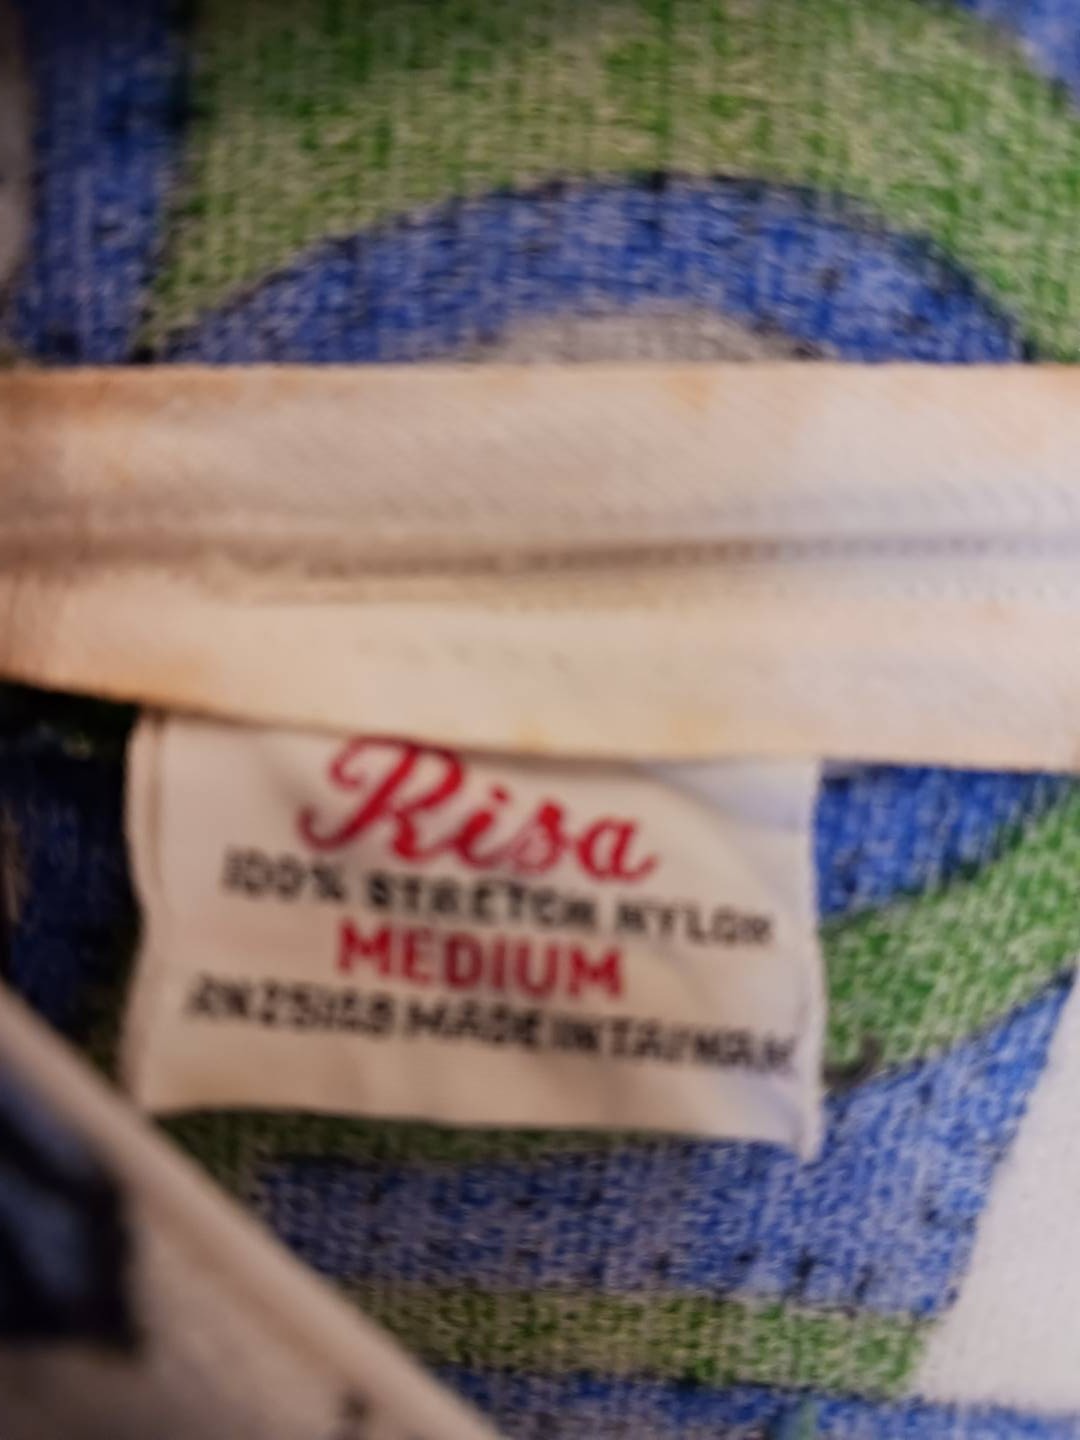 Risa
100% STRETCH NYLON
MEDIUM
MADE IN TAIWAN